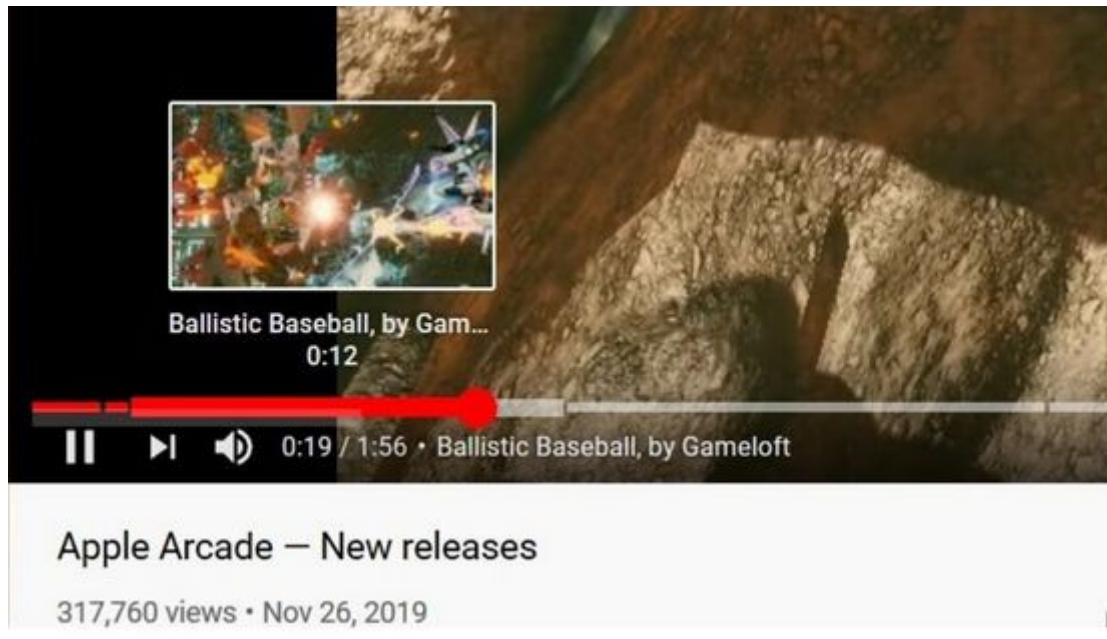 Ballistic Baseball, by Gam...
0:12
0:19 / 1:56 • Ballistic Baseball, by Gameloft
Apple Arcade — New releases
317,760 views • Nov 26, 2019